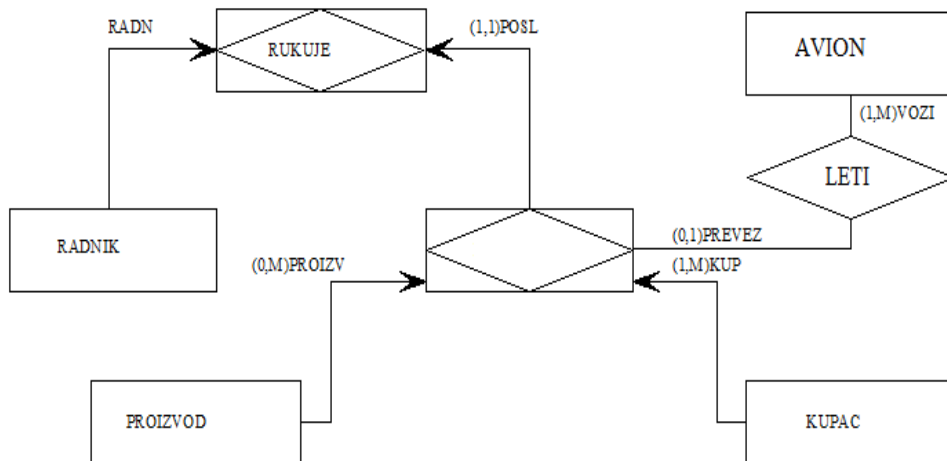 RADN
RUKUJE
(1,1)POSL
AVION
(1,M)VOZI
LETI
RADNIK
(0,1)PREVEZ
(0,M)PROIZV
(1,M)KUP
PROIZVOD
KUPAC